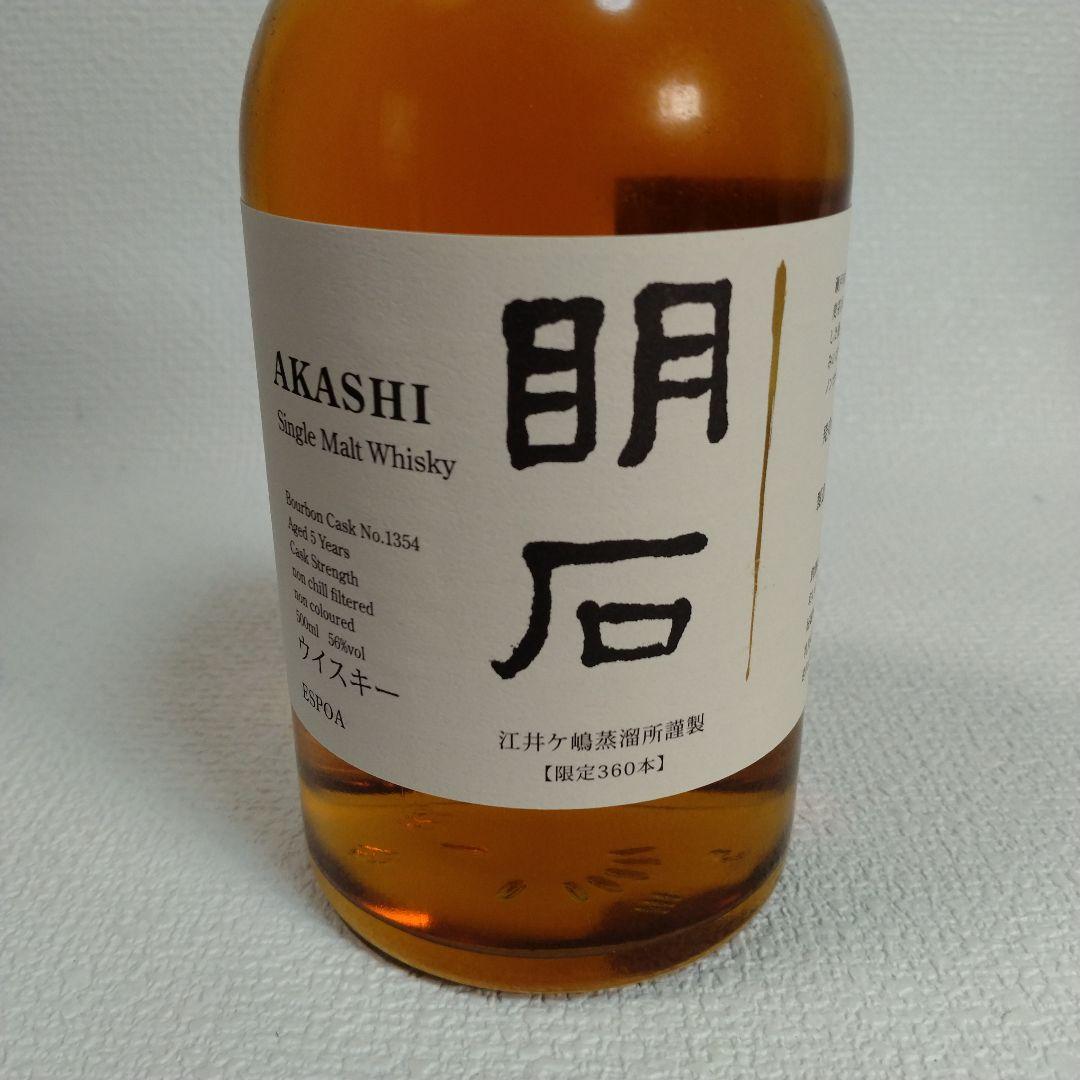 AKASHI
Single Malt Whisky
Bourbon Cask No.1354
Aged 5 Years
Cask Strength
non chill filtered
non coloured
500ml 56%vol
ウイスキー
ESPOA
明石
江井ケ嶋蒸溜所謹製
【限定360本】